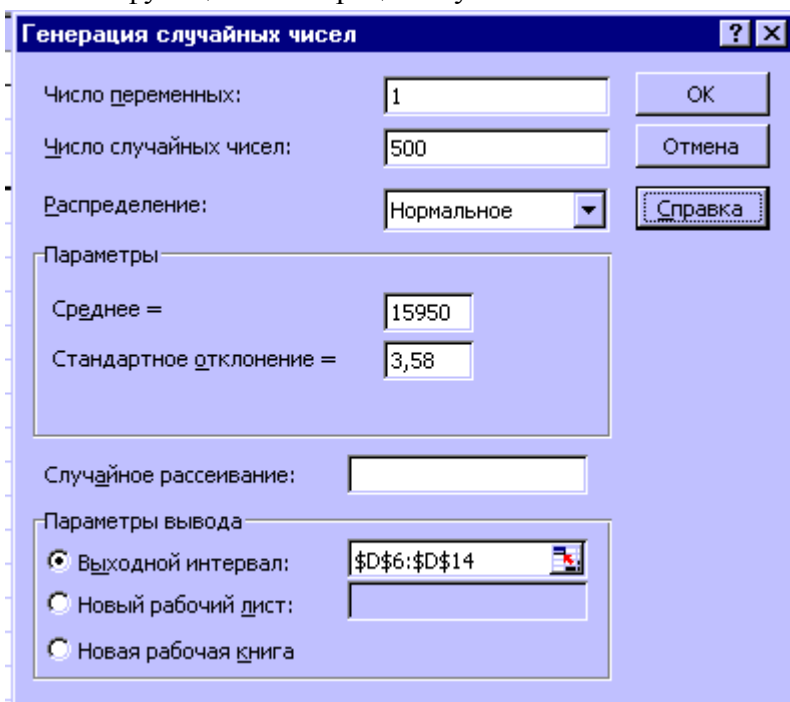 Генерация случайных чисел
Число переменных: 1 OK
Число случайных чисел: 500 Отмена
Распределение: Нормальное Справка
Параметры
Среднее = 15950
Стандартное отклонение = 3,58
Случайное рассеивание:
Параметры вывода
Выходной интервал: $D$6:$D$14
Новый рабочий лист:
Новая рабочая книга